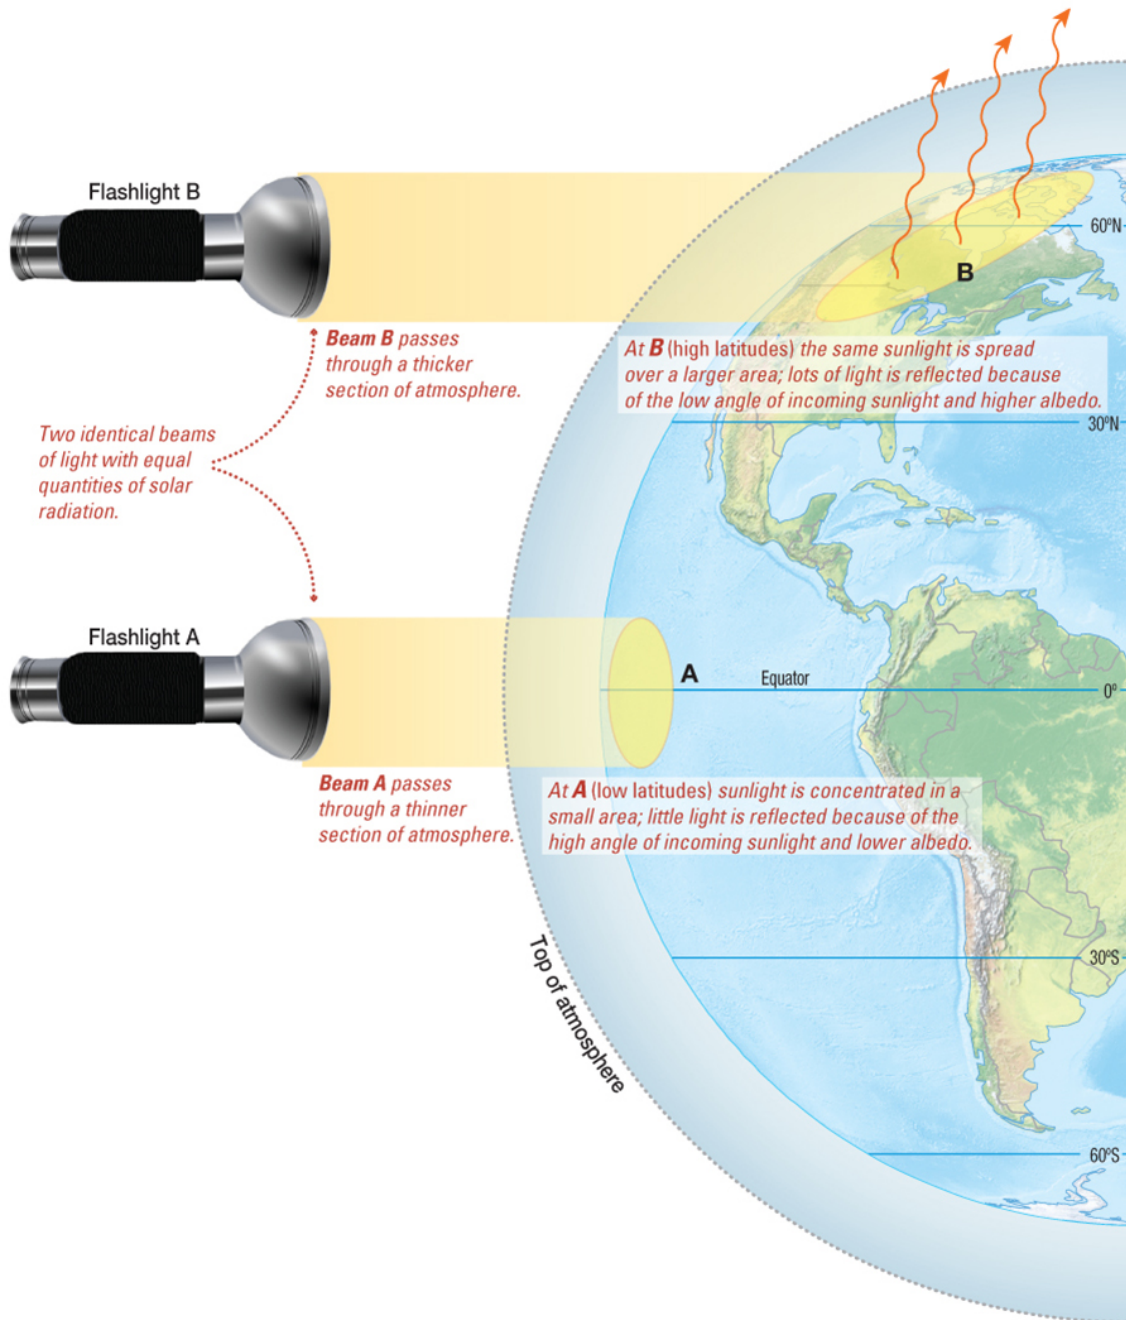 Flashlight B
60ºN
B
Beam B passes
through a thicker
section of atmosphere.
At B (high latitudes) the same sunlight is spread
over a larger area; lots of light is reflected because
of the low angle of incoming sunlight and higher albedo.
30ºN
Two identical beams
of light with equal
quantities of solar
radiation.
Flashlight A
A
Equator
0º
Beam A passes
through a thinner
section of atmosphere.
At A (low latitudes) sunlight is concentrated in a
small area; little light is reflected because of the
high angle of incoming sunlight and lower albedo.
Top of atmosphere
30ºS
60ºS